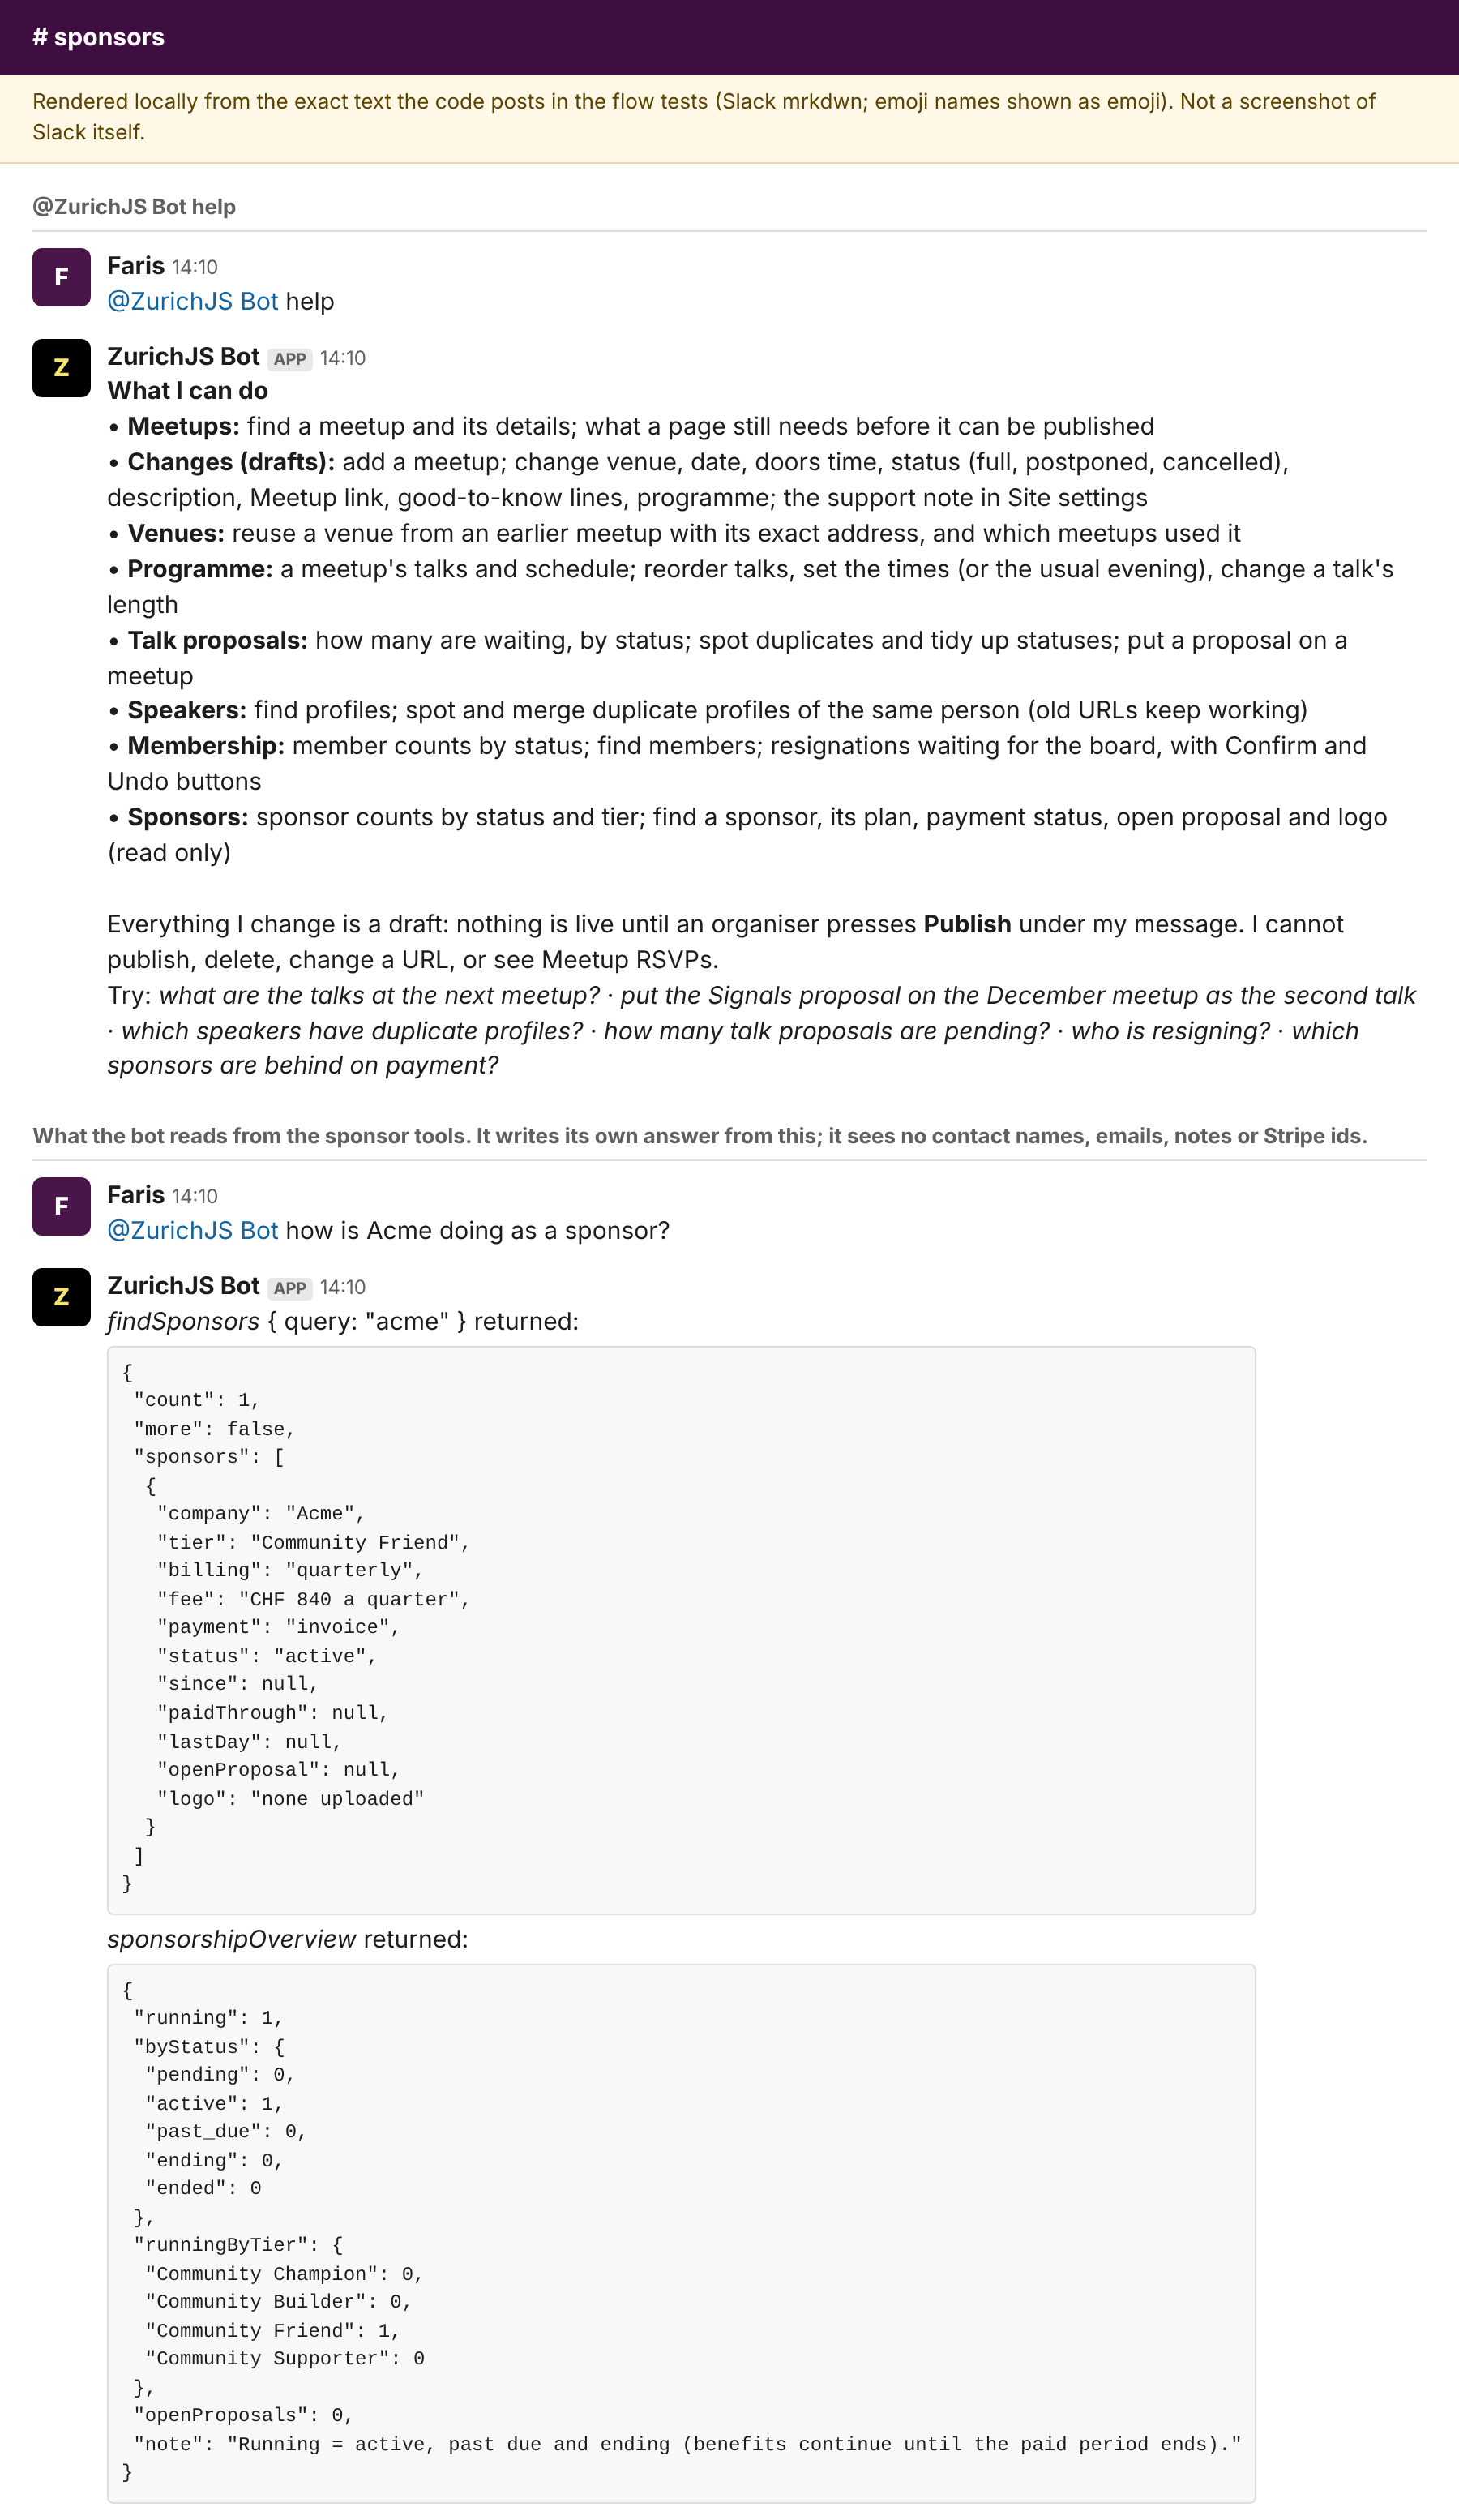 # sponsors
Rendered locally from the exact text the code posts in the flow tests (Slack mrkdwn; emoji names shown as emoji). Not a screenshot of
Slack itself.
@ZurichJS Bot help
F
Faris 14:10
@ZurichJS Bot help
Z
ZurichJS Bot APP 14:10
What I can do
• Meetups: find a meetup and its details; what a page still needs before it can be published
• Changes (drafts): add a meetup; change venue, date, doors time, status (full, postponed, cancelled),
description, Meetup link, good-to-know lines, programme; the support note in Site settings
• Venues: reuse a venue from an earlier meetup with its exact address, and which meetups used it
• Programme: a meetup's talks and schedule; reorder talks, set the times (or the usual evening), change a talk's
length
• Talk proposals: how many are waiting, by status; spot duplicates and tidy up statuses; put a proposal on a
meetup
• Speakers: find profiles; spot and merge duplicate profiles of the same person (old URLs keep working)
• Membership: member counts by status; find members; resignations waiting for the board, with Confirm and
Undo buttons
• Sponsors: sponsor counts by status and tier; find a sponsor, its plan, payment status, open proposal and logo
(read only)
Everything I change is a draft: nothing is live until an organiser presses Publish under my message. I cannot
publish, delete, change a URL, or see Meetup RSVPs.
Try: what are the talks at the next meetup? · put the Signals proposal on the December meetup as the second talk
· which speakers have duplicate profiles? · how many talk proposals are pending? · who is resigning? · which
sponsors are behind on payment?
What the bot reads from the sponsor tools. It writes its own answer from this; it sees no contact names, emails, notes or Stripe ids.
F
Faris 14:10
@ZurichJS Bot how is Acme doing as a sponsor?
Z
ZurichJS Bot APP 14:10
findSponsors { query: "acme" } returned:
{
"count": 1,
"more": false,
"sponsors": [
{
"company": "Acme",
"tier": "Community Friend",
"billing": "quarterly",
"fee": "CHF 840 a quarter",
"payment": "invoice",
"status": "active",
"since": null,
"paidThrough": null,
"lastDay": null,
"openProposal": null,
"logo": "none uploaded"
}
]
}
sponsorshipOverview returned:
{
"running": 1,
"byStatus": {
"pending": 0,
"active": 1,
"past_due": 0,
"ending": 0,
"ended": 0
},
"runningByTier": {
"Community Champion": 0,
"Community Builder": 0,
"Community Friend": 1,
"Community Supporter": 0
},
"openProposals": 0,
"note": "Running = active, past due and ending (benefits continue until the paid period ends)."
}